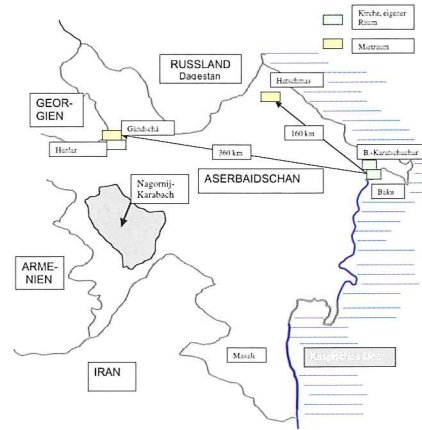 Kirche, eigener
Raum
Mietraum
RUSSLAND
Dagestan
Hatschmas
GEOR-
GIEN
Gändschä
160 km
360 km
B.-Karatschuchur
ASERBAIDSCHAN
Baku
Nagornij-
Karabach
ARME-
NIEN
IRAN
Masali
Kaspisches Meer